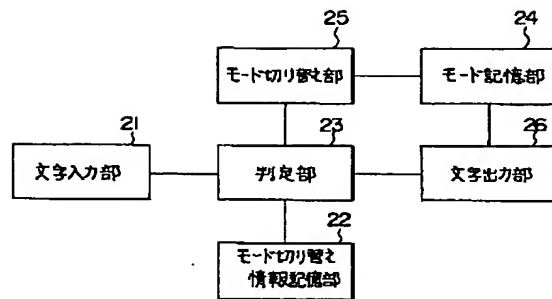 25
24
モード切り替え部
モード記憶部
21
23
26
文字入力部
判定部
文字出力部
22
モード切り替え
情報記憶部